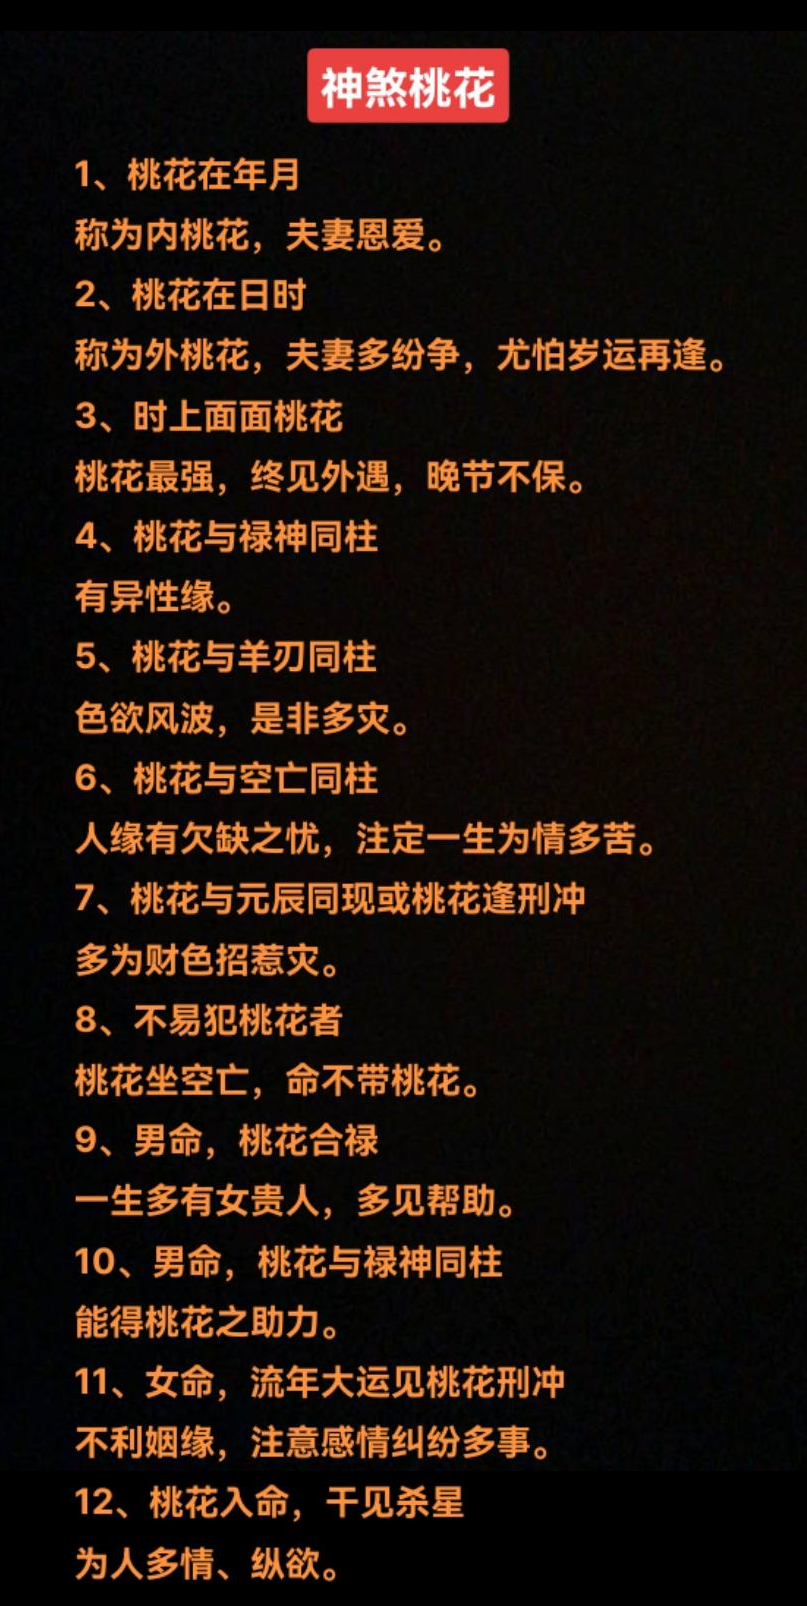 神煞桃花
1、桃花在年月
称为内桃花，夫妻恩爱。
2、桃花在日时
称为外桃花，夫妻多纷争，尤怕岁运再逢。
3、时上面面桃花
桃花最强，终见外遇，晚节不保。
4、桃花与禄神同柱
有异性缘。
5、桃花与羊刃同柱
色欲风波，是非多灾。
6、桃花与空亡同柱
人缘有欠缺之忧，注定一生为情多苦。
7、桃花与元辰同现或桃花逢刑冲
多为财色招惹灾。
8、不易犯桃花者
桃花坐空亡，命不带桃花。
9、男命，桃花合禄
一生多有女贵人，多见帮助。
10、男命，桃花与禄神同柱
能得桃花之助力。
11、女命，流年大运见桃花刑冲
不利姻缘，注意感情纠纷多事。
12、桃花入命，干见杀星
为人多情、纵欲。